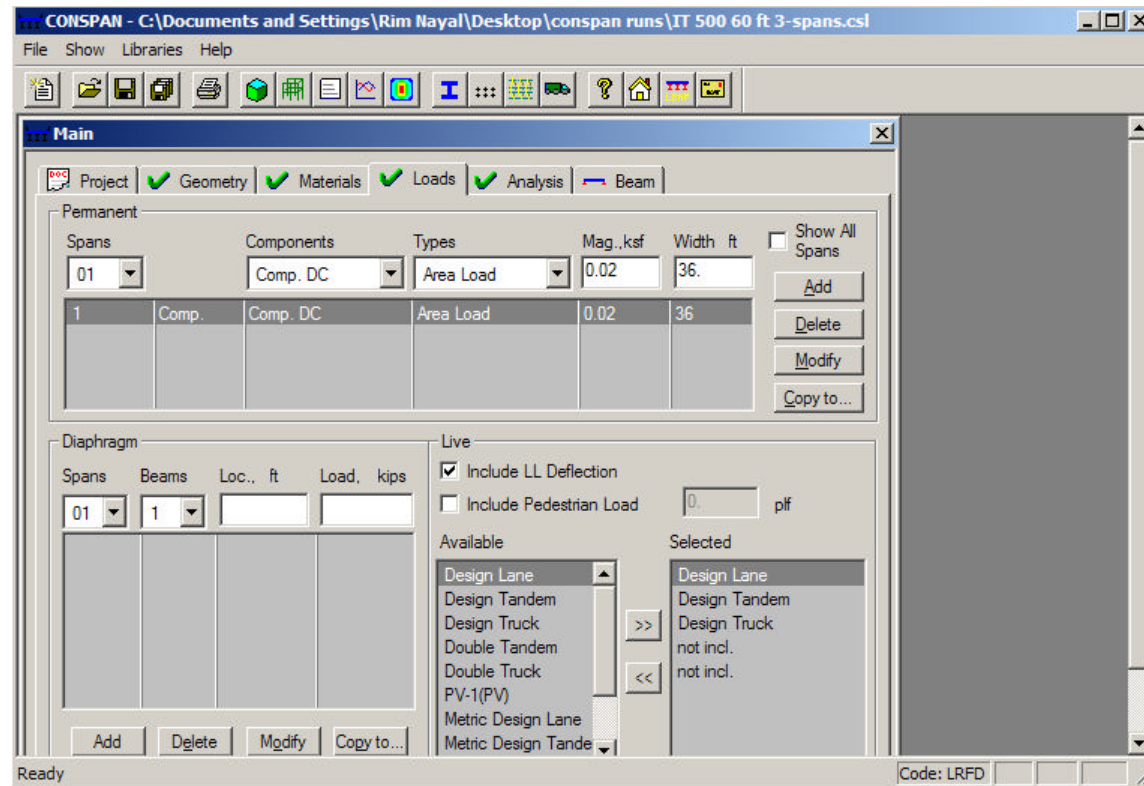 CONSPAN - C:\Documents and Settings\Rim Nayal\Desktop\conspan runs\IT 500 60 ft 3-spans.csl
File Show Libraries Help
Main
Project Geometry Materials Loads Analysis Beam
Permanent
Spans Components Types Mag.,ksf Width ft Show All Spans
01 Comp. DC Area Load 0.02 36.
Add
1 Comp. Comp. DC Area Load 0.02 36
Delete
Modify
Copy to...
Diaphragm
Spans Beams Loc., ft Load, kips
01 1
Add Delete Modify Copy to...
Live
Include LL Deflection
Include Pedestrian Load 0. plf
Available
Design Lane
Design Tandem
Design Truck
Double Tandem
Double Truck
PV-1(PV)
Metric Design Lane
Metric Design Tande
>>
<<
Selected
Design Lane
Design Tandem
Design Truck
not incl.
not incl.
Ready Code: LRFD